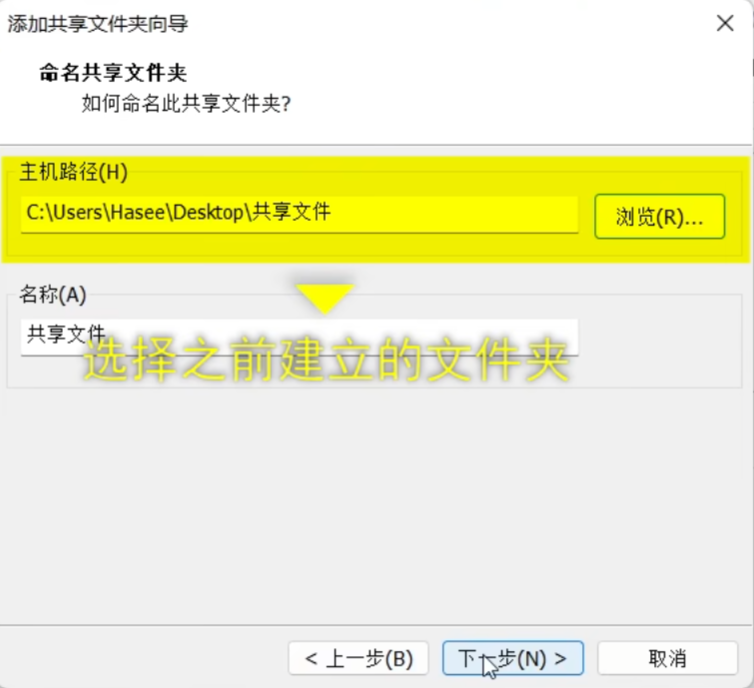 添加共享文件夹向导
命名共享文件夹
如何命名此共享文件夹?
主机路径(H)
C:\Users\Hasee\Desktop\共享文件
浏览(R)...
名称(A)
共享文件
选择之前建立的文件夹
< 上一步(B)
下一步(N) >
取消